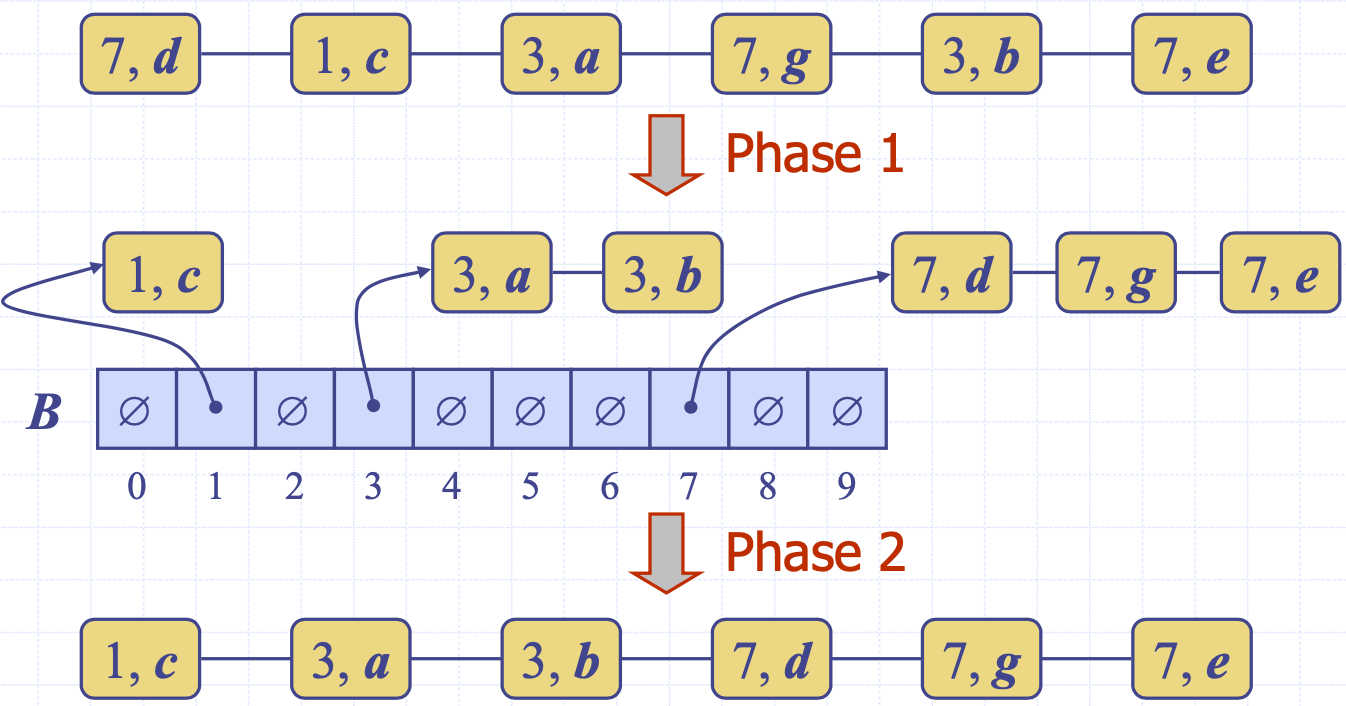 7, d 1, c 3, a 7, g 3, b 7, e
Phase 1
1, c 3, a 3, b 7, d 7, g 7, e
B ∅ ∅ ∅ ∅ ∅ ∅ ∅
0 1 2 3 4 5 6 7 8 9
Phase 2
1, c 3, a 3, b 7, d 7, g 7, e